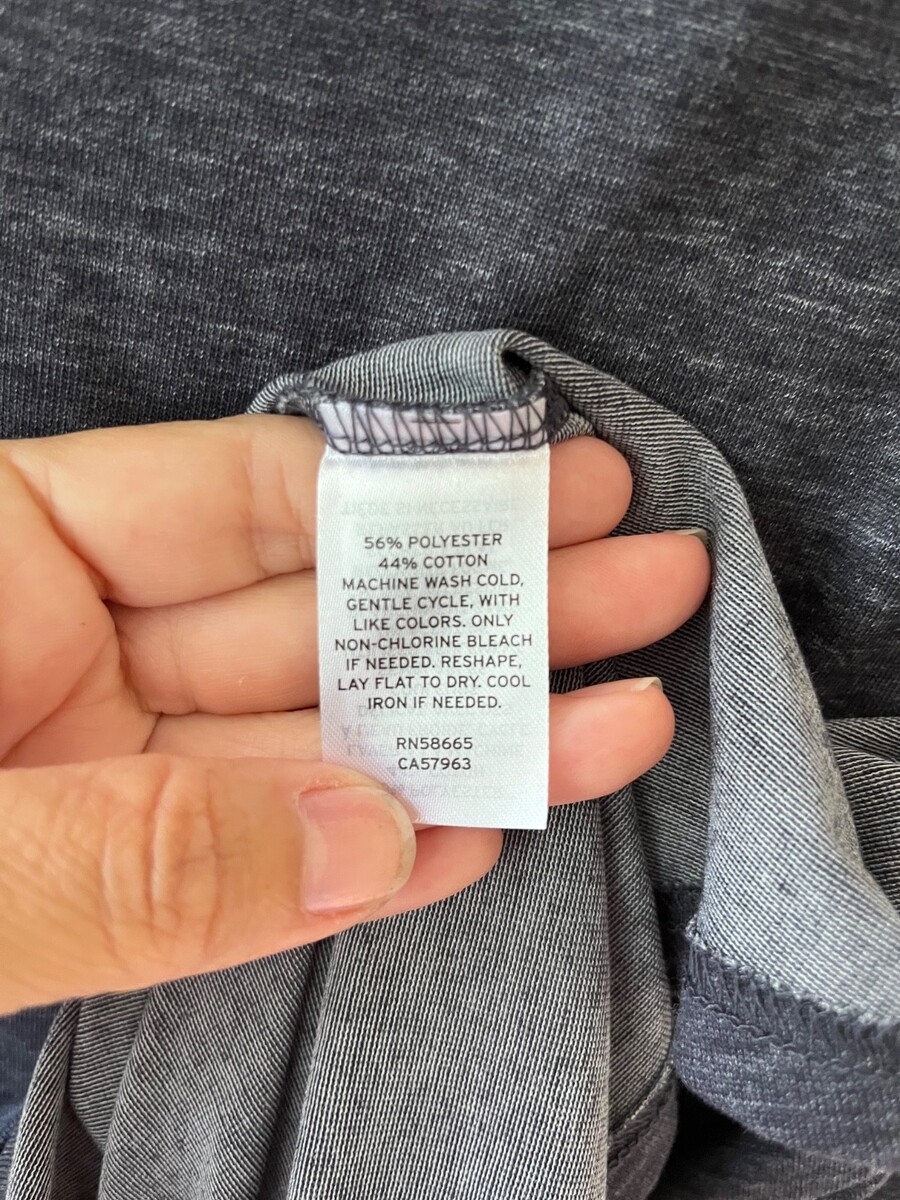 56% POLYESTER
44% COTTON
MACHINE WASH COLD,
GENTLE CYCLE, WITH
LIKE COLORS. ONLY
NON-CHLORINE BLEACH
IF NEEDED. RESHAPE,
LAY FLAT TO DRY. COOL
IRON IF NEEDED.
RN58665
CA57963